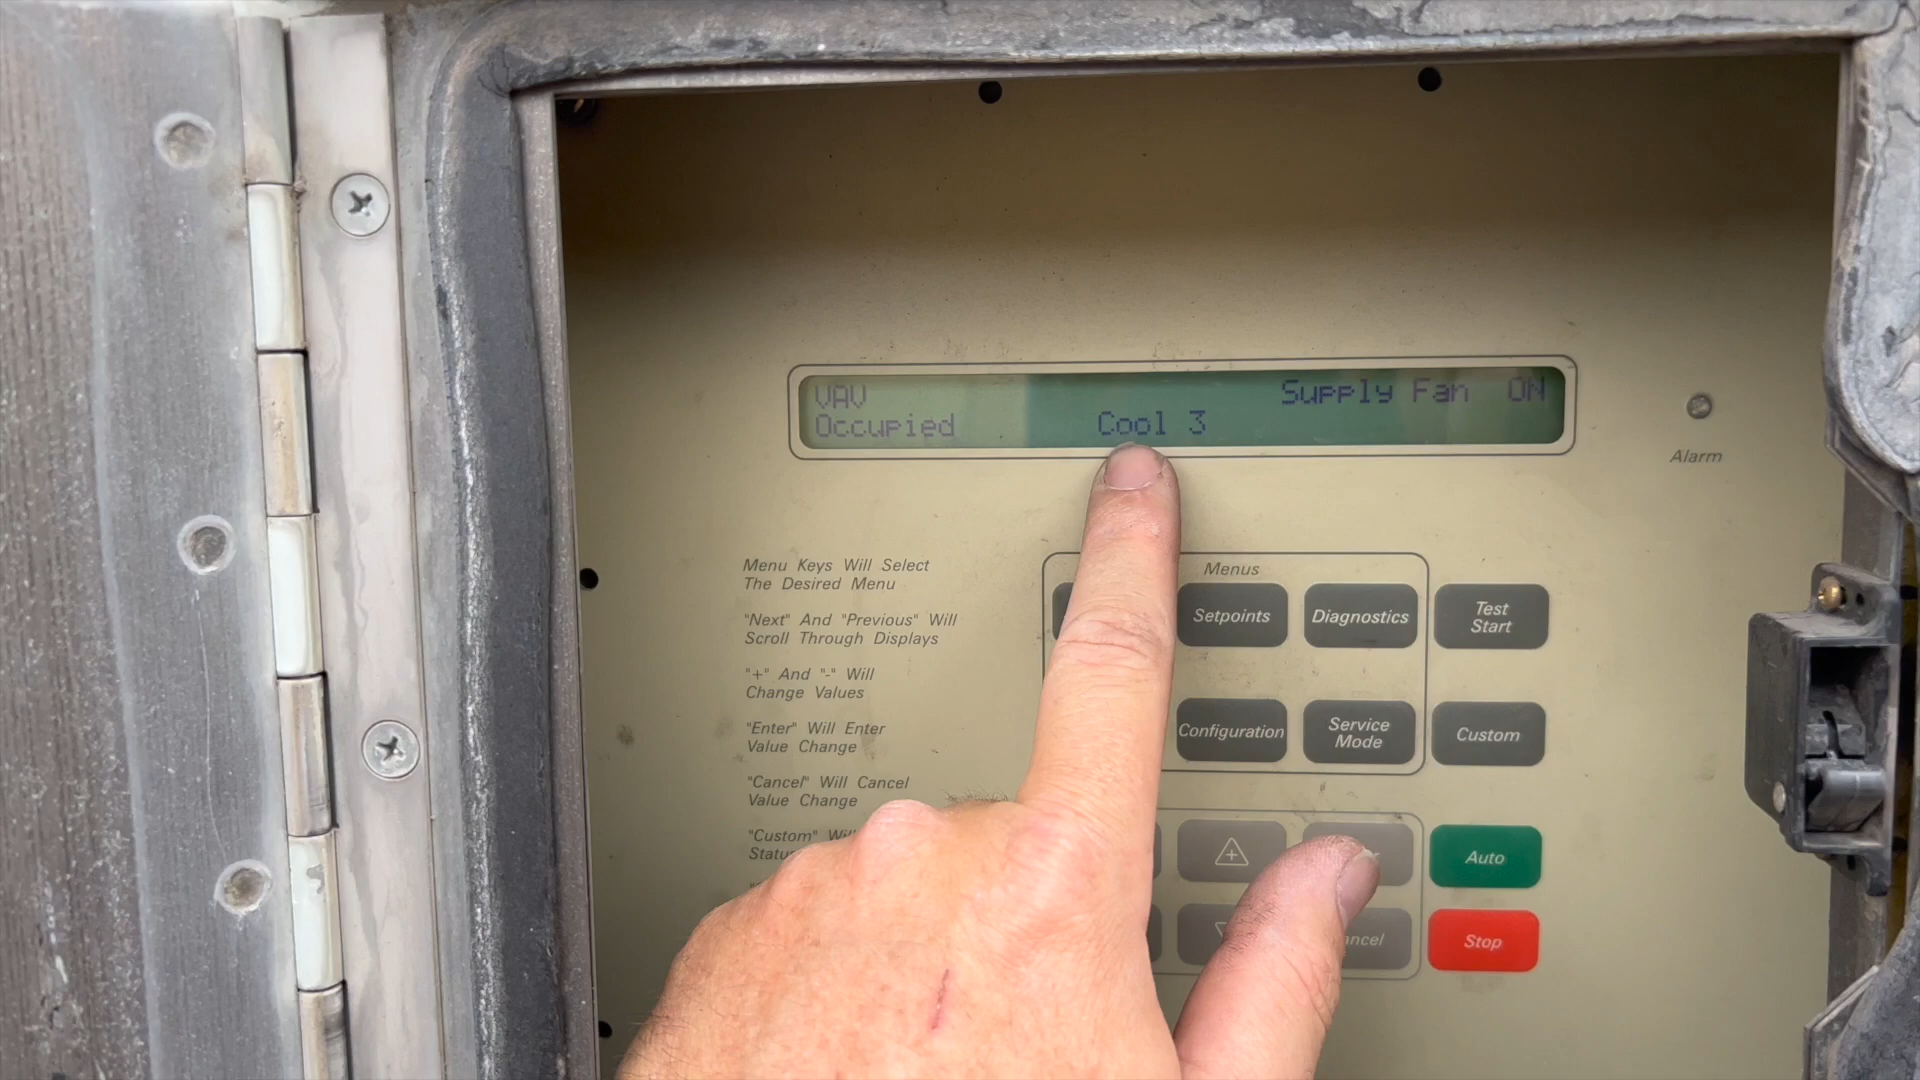 VAV Supply Fan ON
Occupied Cool 3
Alarm
Menu Keys Will Select
The Desired Menu
"Next" And "Previous" Will
Scroll Through Displays
"+" And "-" Will
Change Values
"Enter" Will Enter
Value Change
"Cancel" Will Cancel
Value Change
"Custom"
Menus
Setpoints
Diagnostics
Test
Start
Configuration
Service
Mode
Custom
+
Auto
Stop